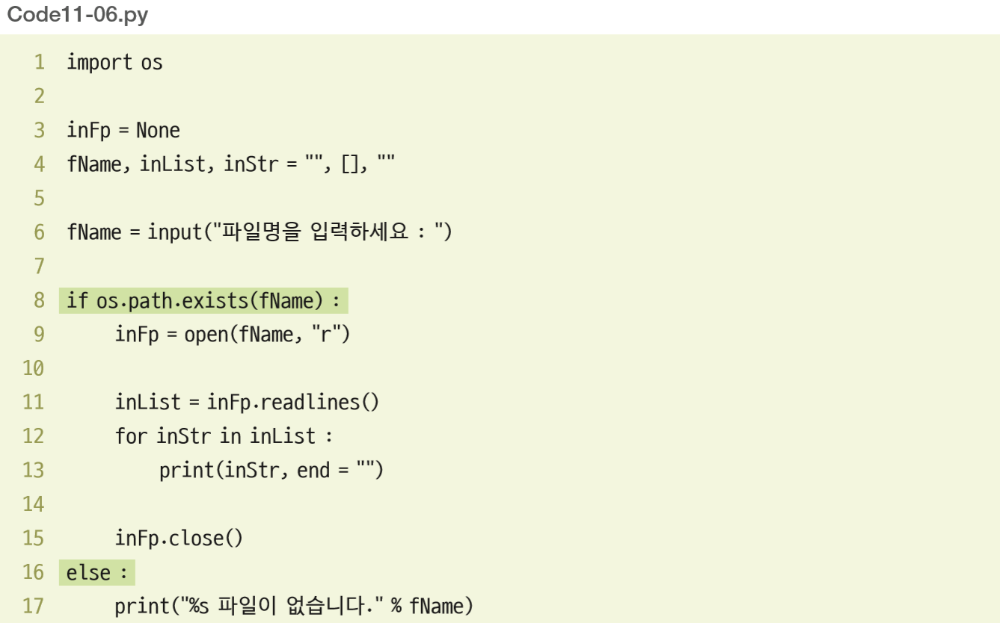 Code11-06.py
1 import os
2
3 inFp = None
4 fName, inList, inStr = "", [], ""
5
6 fName = input("파일명을 입력하세요 : ")
7
8 if os.path.exists(fName) :
9     inFp = open(fName, "r")
10
11     inList = inFp.readlines()
12     for inStr in inList :
13         print(inStr, end = "")
14
15     inFp.close()
16 else :
17     print("%s 파일이 없습니다." % fName)